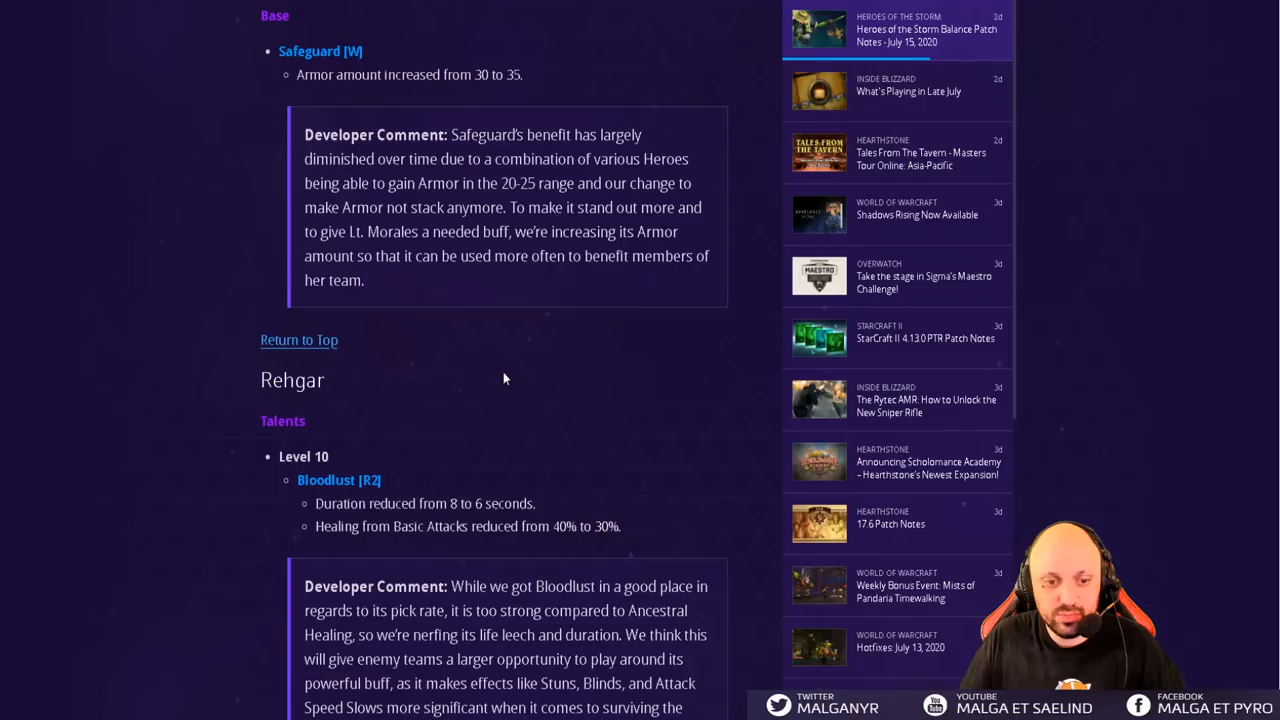 Base
Safeguard [W]
Armor amount increased from 30 to 35.
Developer Comment: Safeguard's benefit has largely
diminished over time due to a combination of various Heroes
being able to gain Armor in the 20-25 range and our change to
make Armor not stack anymore. To make it stand out more and
to give Lt. Morales a needed buff, we're increasing its Armor
amount so that it can be used more often to benefit members of
her team.
Return to Top
Rehgar
Talents
Level 10
Bloodlust [R2]
Duration reduced from 8 to 6 seconds.
Healing from Basic Attacks reduced from 40% to 30%.
Developer Comment: While we got Bloodlust in a good place in
regards to its pick rate, it is too strong compared to Ancestral
Healing, so we're nerfing its life leech and duration. We think this
will give enemy teams a larger opportunity to play around its
powerful buff, as it makes effects like Stuns, Blinds, and Attack
Speed Slows more significant when it comes to surviving the
HEROES OF THE STORM 2d
Heroes of the Storm Balance Patch
Notes - July 15, 2020
INSIDE BLIZZARD 2d
What's Playing in Late July
HEARTHSTONE 2d
Tales From The Tavern - Masters
Tour Online: Asia-Pacific
TALES FROM
THE TAVERN
WORLD OF WARCRAFT 3d
Shadows Rising Now Available
OVERWATCH 3d
Take the stage in Sigma's Maestro
Challenge!
MAESTRO
STARCRAFT II 3d
StarCraft II 4.13.0 PTR Patch Notes
INSIDE BLIZZARD 3d
The Rytec AMR: How to Unlock the
New Sniper Rifle
HEARTHSTONE 3d
Announcing Scholomance Academy
– Hearthstone's Newest Expansion!
HEARTHSTONE 3d
17.6 Patch Notes
WORLD OF WARCRAFT 3d
Weekly Bonus Event: Mists of
Pandaria Timewalking
WORLD OF WARCRAFT
Hotfixes: July 13, 2020
TWITTER
MALGANYR
YOUTUBE
MALGA ET SAELIND
FACEBOOK
MALGA ET PYRO